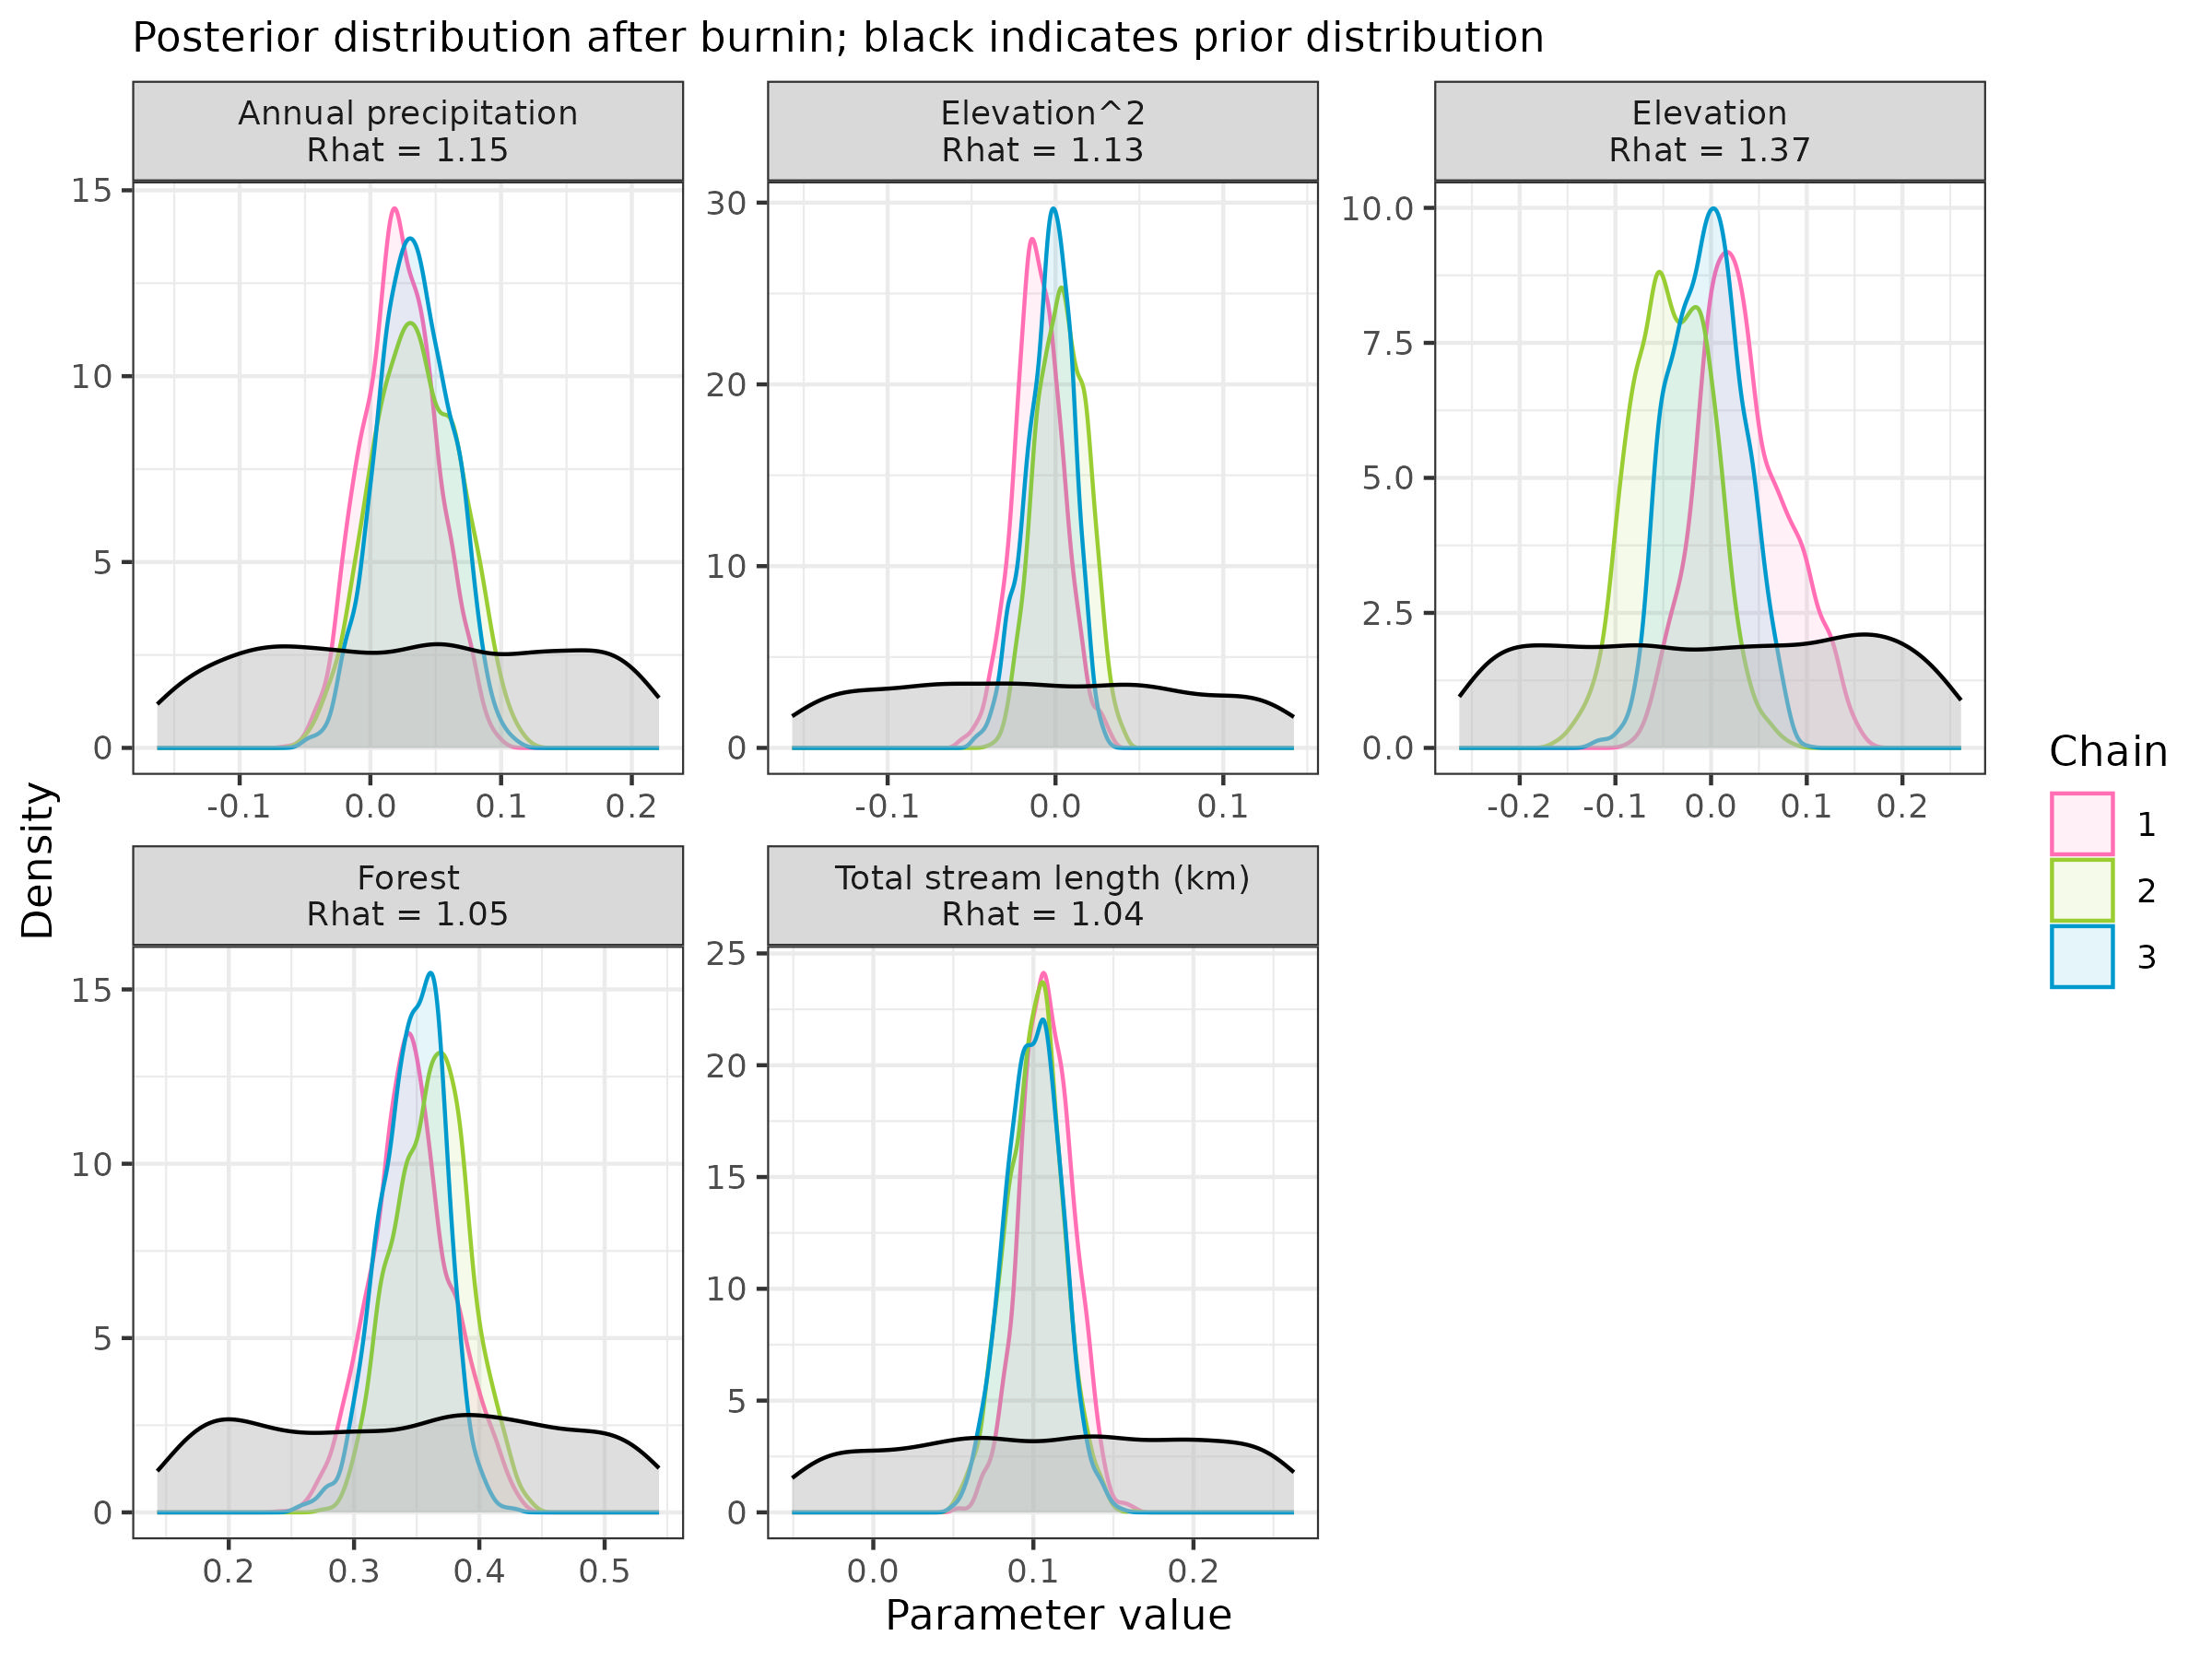 Posterior distribution after burnin; black indicates prior distribution
Annual precipitation
Rhat = 1.15
Elevation^2
Rhat = 1.13
Elevation
Rhat = 1.37
15
10
5
0
-0.1 0.0 0.1 0.2
30
20
10
0
-0.1 0.0 0.1
10.0
7.5
5.0
2.5
0.0
-0.2 -0.1 0.0 0.1 0.2
Forest
Rhat = 1.05
Total stream length (km)
Rhat = 1.04
15
10
5
0
0.2 0.3 0.4 0.5
25
20
15
10
5
0
0.0 0.1 0.2
Density
Parameter value
Chain
1
2
3